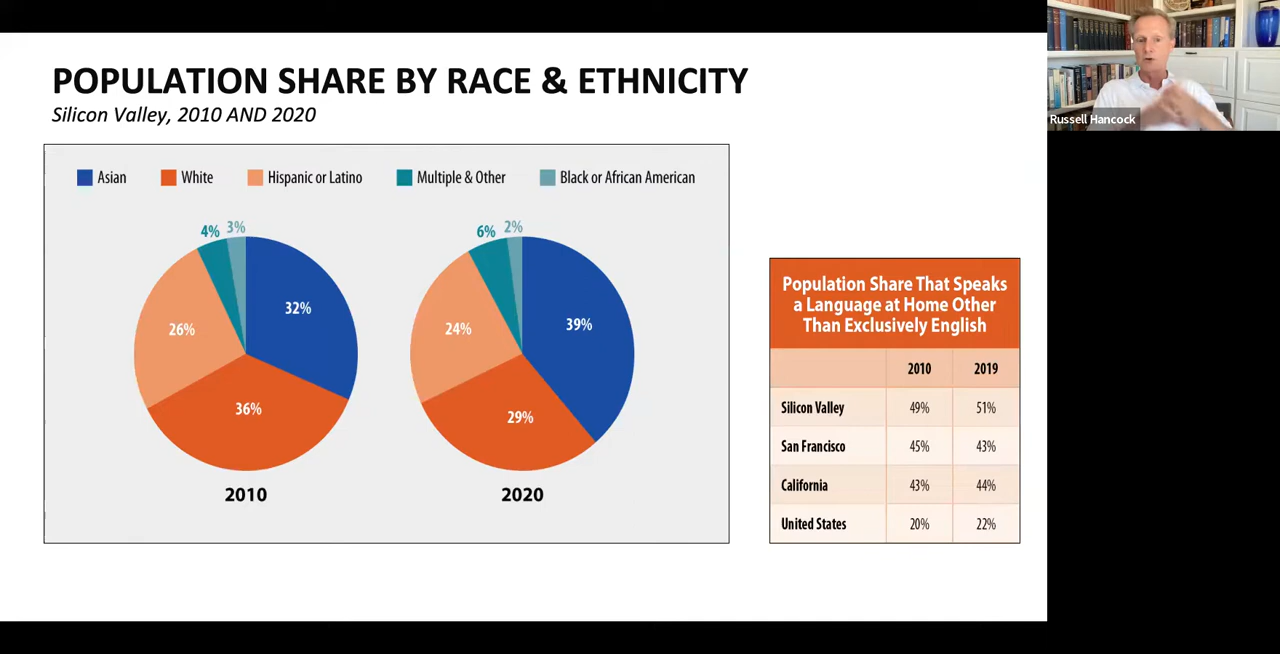 POPULATION SHARE BY RACE & ETHNICITY
Silicon Valley, 2010 AND 2020
Asian White Hispanic or Latino Multiple & Other Black or African American
4% 3%
32%
26%
36%
2010
6% 2%
39%
24%
29%
2020
Population Share That Speaks
a Language at Home Other
Than Exclusively English
2010 2019
Silicon Valley 49% 51%
San Francisco 45% 43%
California 43% 44%
United States 20% 22%
Russell Hancock